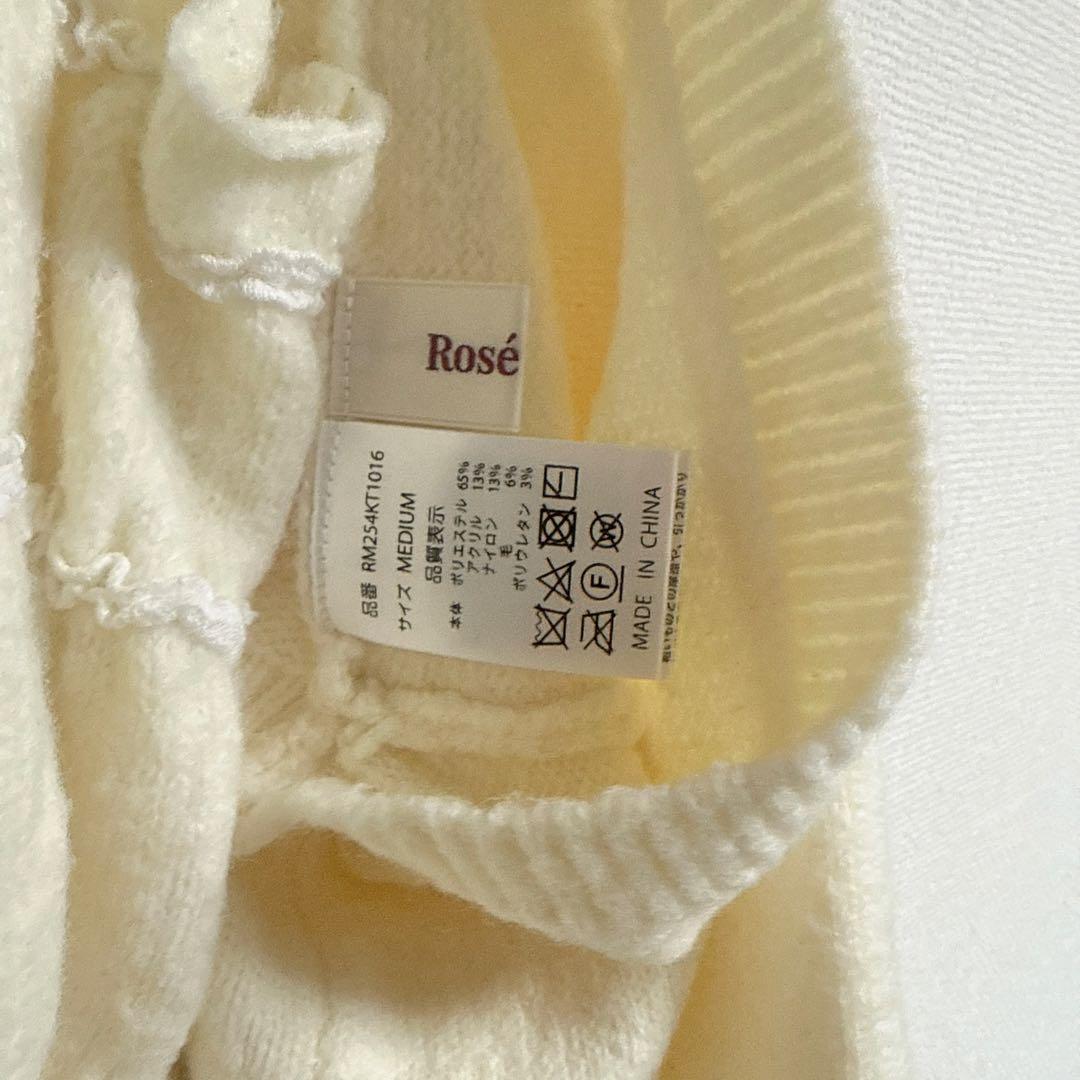 Rosé
品番 RM254KT1016
サイズ MEDIUM
品質表示
本体 ポリエステル 65%
アクリル 13%
ナイロン 13%
毛 6%
ポリウレタン 3%
F
W
MADE IN CHINA